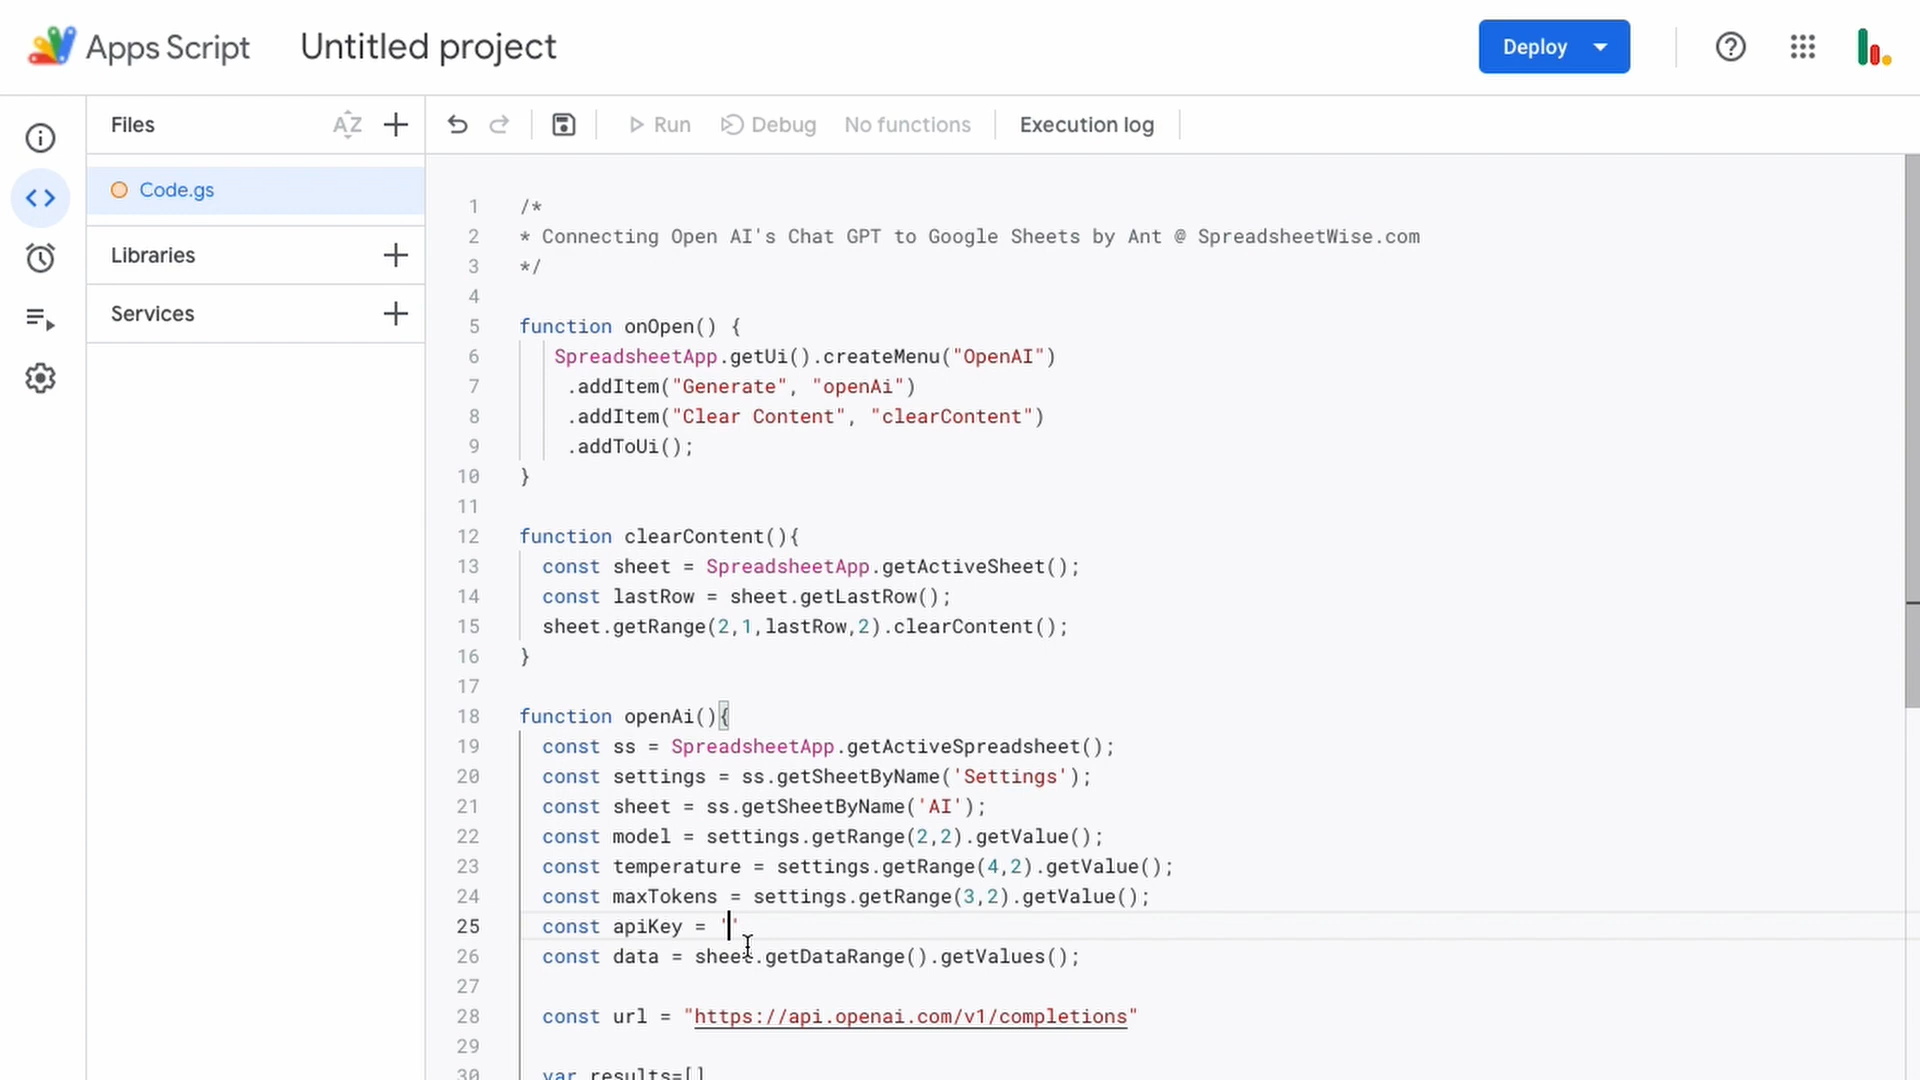 Apps Script Untitled project Deploy
Files AZ Run Debug No functions Execution log
Code.gs
Libraries
Services
1 /*
2 * Connecting Open AI's Chat GPT to Google Sheets by Ant @ SpreadsheetWise.com
3 */
4
5 function onOpen() {
6 SpreadsheetApp.getUi().createMenu("OpenAI")
7 .addItem("Generate", "openAi")
8 .addItem("Clear Content", "clearContent")
9 .addToUi();
10 }
11
12 function clearContent(){
13 const sheet = SpreadsheetApp.getActiveSheet();
14 const lastRow = sheet.getLastRow();
15 sheet.getRange(2,1,lastRow,2).clearContent();
16 }
17
18 function openAi(){
19 const ss = SpreadsheetApp.getActiveSpreadsheet();
20 const settings = ss.getSheetByName('Settings');
21 const sheet = ss.getSheetByName('AI');
22 const model = settings.getRange(2,2).getValue();
23 const temperature = settings.getRange(4,2).getValue();
24 const maxTokens = settings.getRange(3,2).getValue();
25 const apiKey = ''
26 const data = sheet.getDataRange().getValues();
27
28 const url = "https://api.openai.com/v1/completions"
29
30 var results=[]